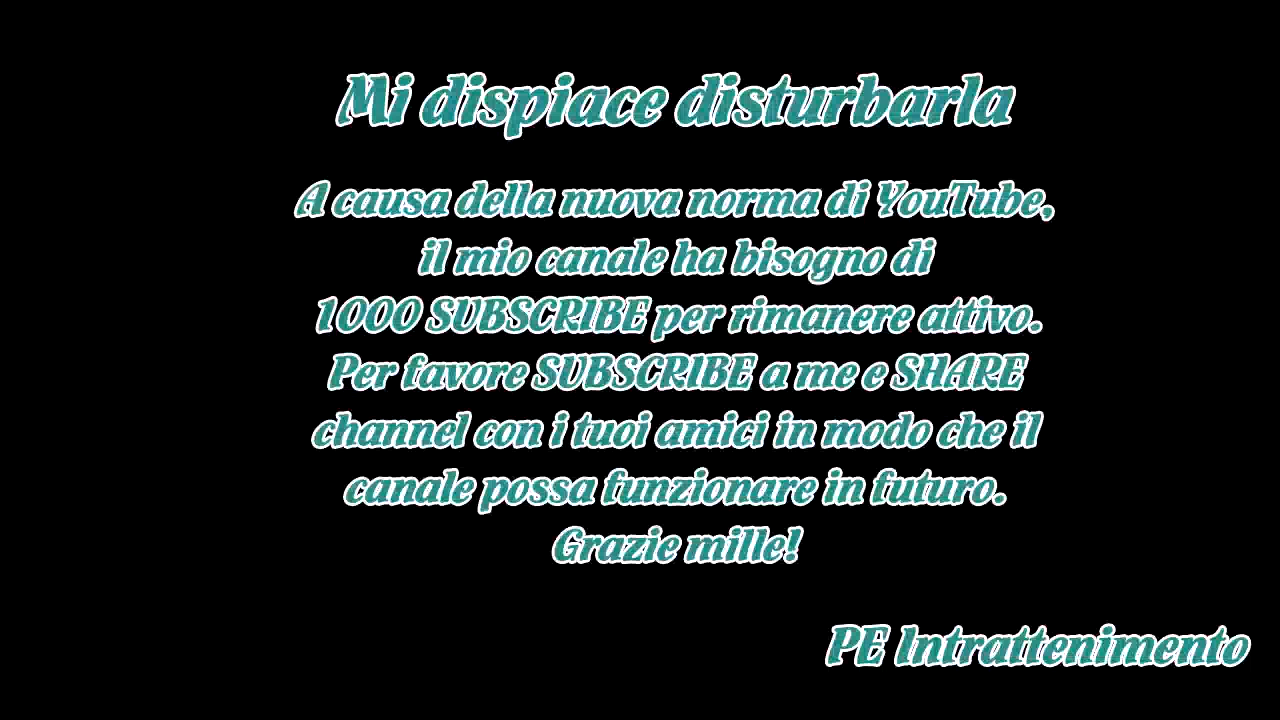 Mi dispiace disturbarla
A causa della nuova norma di YouTube,
il mio canale ha bisogno di
1000 SUBSCRIBE per rimanere attivo.
Per favore SUBSCRIBE a me e SHARE
channel con i tuoi amici in modo che il
canale possa funzionare in futuro.
Grazie mille!
PE Intrattenimento